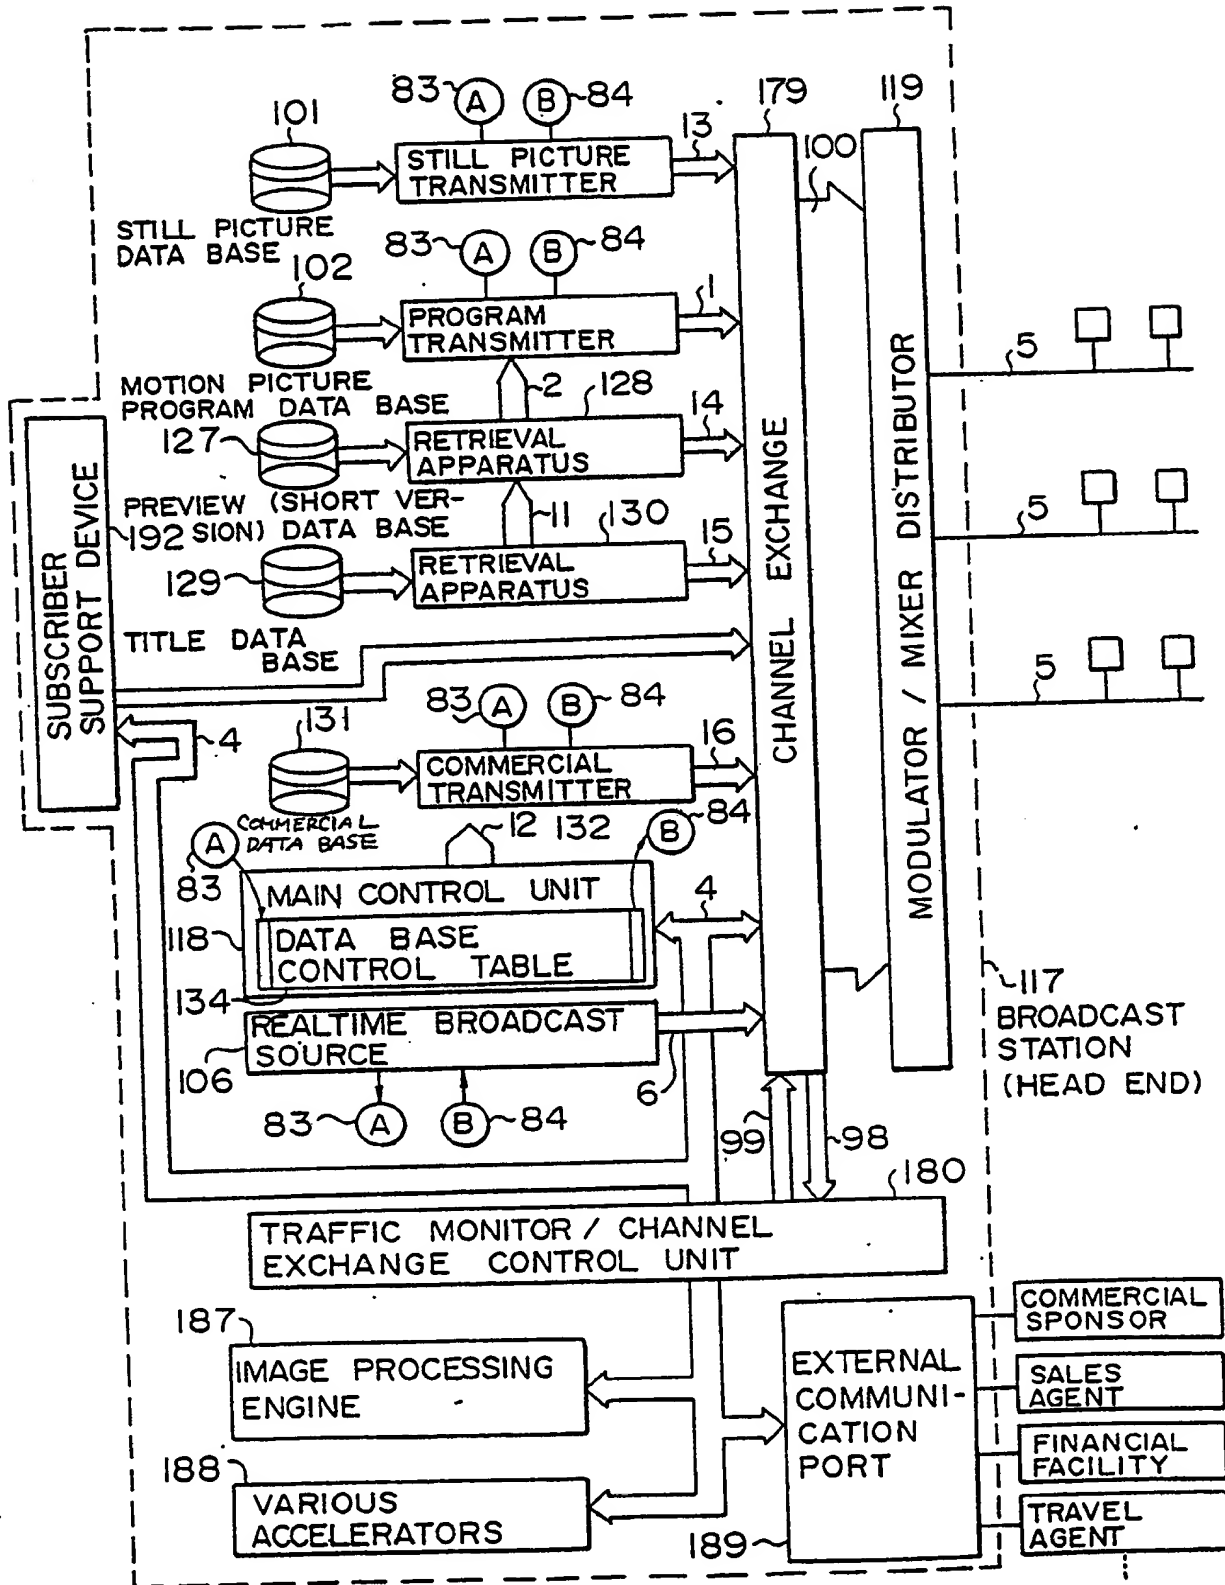 83 A B 84
179
119
101
13
100
STILL PICTURE
TRANSMITTER
STILL PICTURE
DATA BASE
83 A B 84
102
1
PROGRAM
TRANSMITTER
MOTION PICTURE
PROGRAM DATA BASE
2
128
127
14
RETRIEVAL
APPARATUS
PREVIEW (SHORT VER-
SION) DATA BASE
192
11
130
129
15
RETRIEVAL
APPARATUS
TITLE DATA
BASE
SUBSCRIBER
SUPPORT DEVICE
4
CHANNEL EXCHANGE
MODULATOR / MIXER DISTRIBUTOR
5
5
5
83 A B 84
131
16
COMMERCIAL
TRANSMITTER
COMMERCIAL
DATA BASE
12
132
84
A
B
83
MAIN CONTROL UNIT
118
DATA BASE
CONTROL TABLE
4
134
REALTIME BROADCAST
SOURCE
106
6
83 A B 84
99
98
117
BROADCAST
STATION
(HEAD END)
180
TRAFFIC MONITOR / CHANNEL
EXCHANGE CONTROL UNIT
187
IMAGE PROCESSING
ENGINE
188
VARIOUS
ACCELERATORS
EXTERNAL
COMMUNI-
CATION
PORT
189
COMMERCIAL
SPONSOR
SALES
AGENT
FINANCIAL
FACILITY
TRAVEL
AGENT